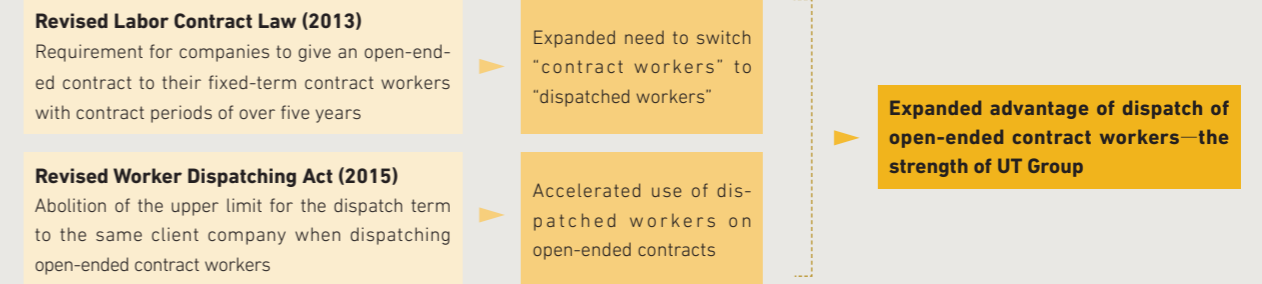 Revised Labor Contract Law (2013)
Requirement for companies to give an open-end-
ed contract to their fixed-term contract workers
with contract periods of over five years
Expanded need to switch
“contract workers” to
“dispatched workers”
Revised Worker Dispatching Act (2015)
Abolition of the upper limit for the dispatch term
to the same client company when dispatching
open-ended contract workers
Accelerated use of dis-
patched workers on
open-ended contracts
Expanded advantage of dispatch of
open-ended contract workers—the
strength of UT Group